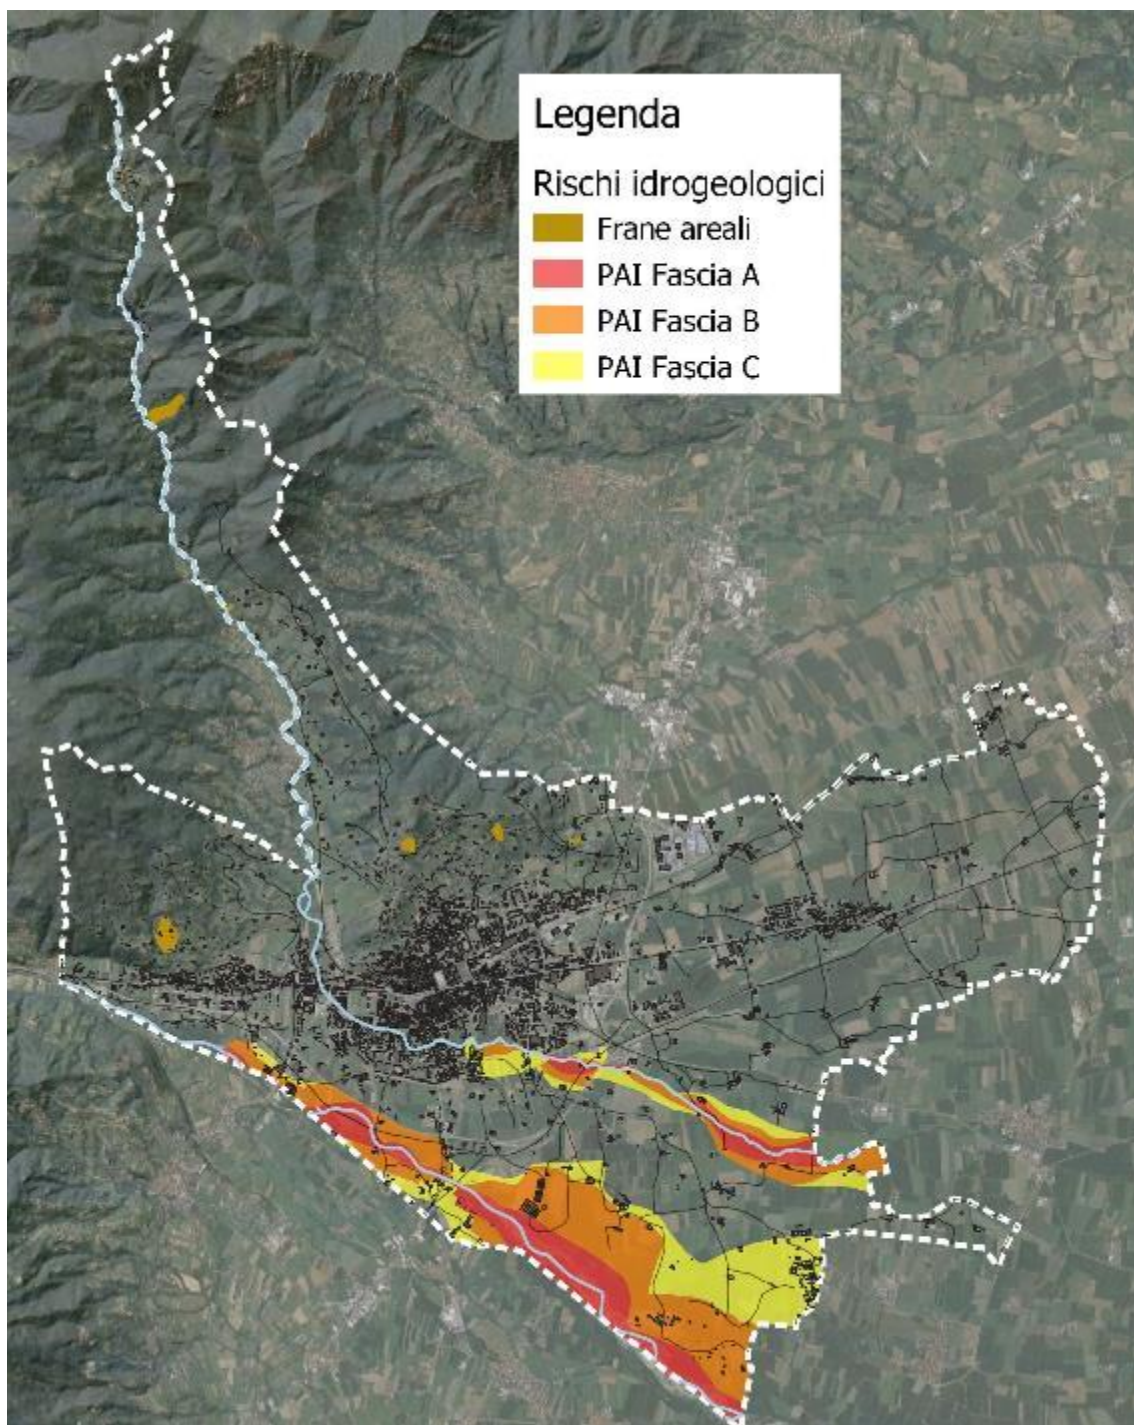 Legenda
Rischi idrogeologici
Frane areali
PAI Fascia A
PAI Fascia B
PAI Fascia C